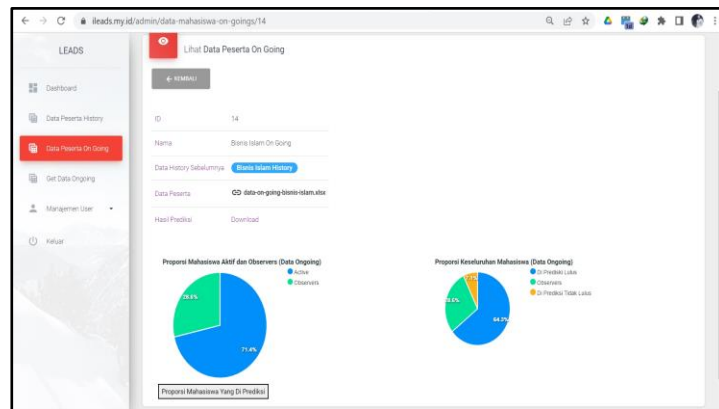 ileads.my.id/admin/data-mahasiswa-on-goings/14
LEADS
Dashboard
Data Peserta History
Data Peserta On Going
Get Data Ongoing
Manajemen User
Keluar
Lihat Data Peserta On Going
← KEMBALI
ID 14
Nama Bisnis Islam On Going
Data History Sebelumnya Bisnis Islam History
Data Peserta data-on-going-bisnis-islam.xlsx
Hasil Prediksi Download
Proporsi Mahasiswa Aktif dan Observers (Data Ongoing)
Active
Observers
28.6%
71.4%
Proporsi Mahasiswa Yang Di Prediksi
Proporsi Keseluruhan Mahasiswa (Data Ongoing)
Di Prediksi Lulus
Observers
Di Prediksi Tidak Lulus
64.3%